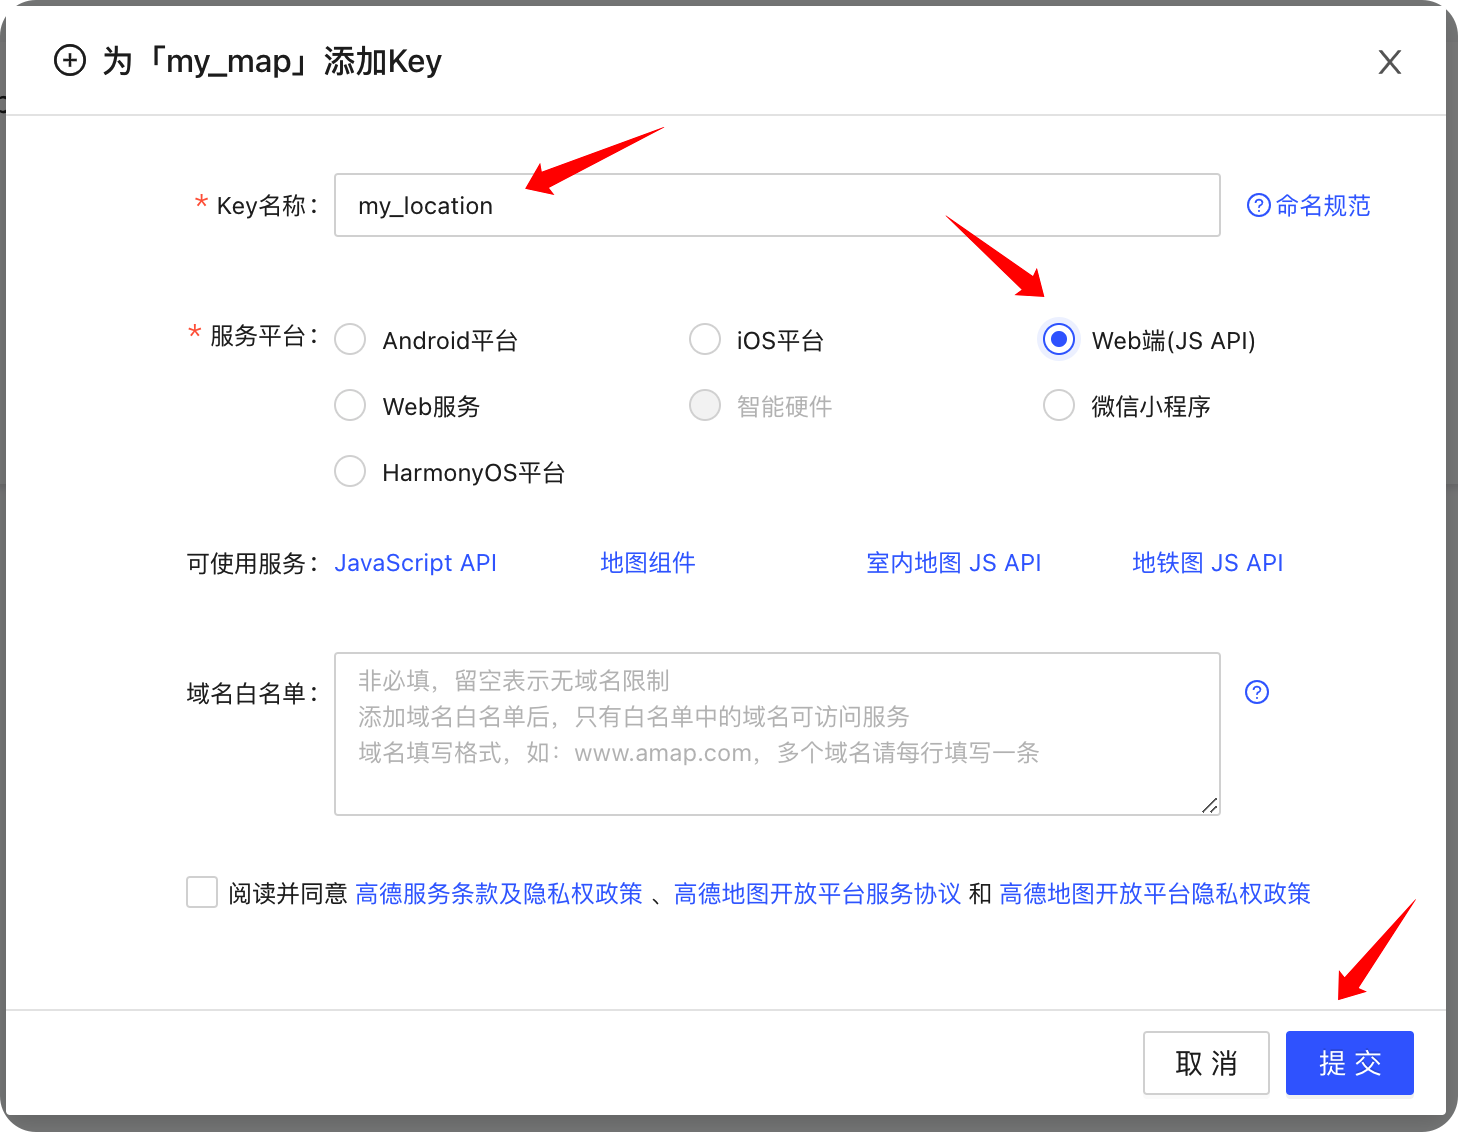 为「my_map」添加Key
* Key名称：
my_location
命名规范
* 服务平台：
Android平台
iOS平台
Web端(JS API)
Web服务
智能硬件
微信小程序
HarmonyOS平台
可使用服务：
JavaScript API
地图组件
室内地图 JS API
地铁图 JS API
域名白名单：
非必填，留空表示无域名限制
添加域名白名单后，只有白名单中的域名可访问服务
域名填写格式，如：www.amap.com，多个域名请每行填写一条
阅读并同意 高德服务条款及隐私权政策 、高德地图开放平台服务协议 和 高德地图开放平台隐私权政策
取 消
提 交